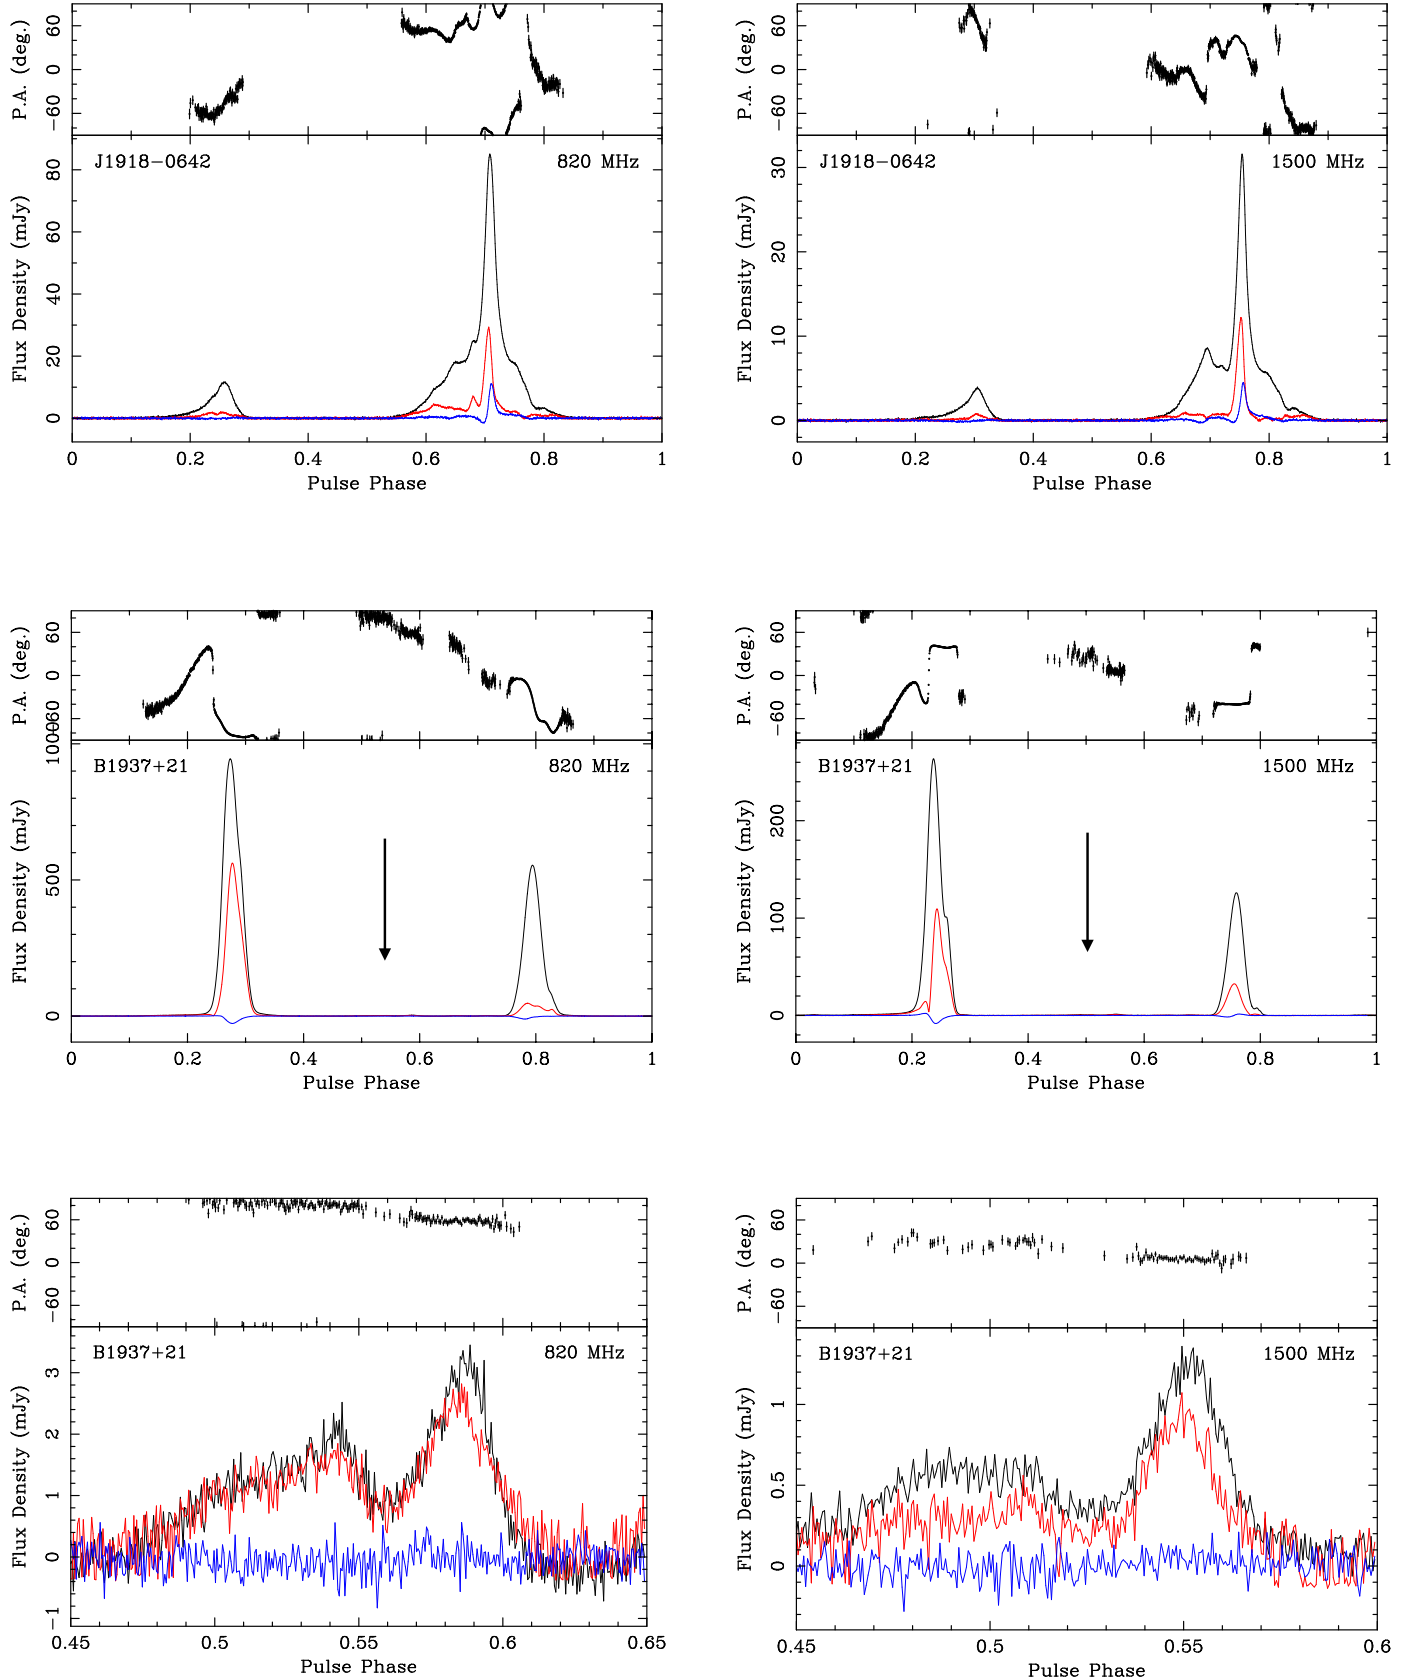 P.A. (deg.)
60
0
−60
J1918−0642
820 MHz
Flux Density (mJy)
80
60
40
20
0
0
0.2
0.4
0.6
0.8
1
Pulse Phase
P.A. (deg.)
60
0
−60
J1918−0642
1500 MHz
Flux Density (mJy)
30
20
10
0
0
0.2
0.4
0.6
0.8
1
Pulse Phase
P.A. (deg.)
60
0
−60
B1937+21
820 MHz
Flux Density (mJy)
1000
500
0
0
0.2
0.4
0.6
0.8
1
Pulse Phase
P.A. (deg.)
60
0
−60
B1937+21
1500 MHz
Flux Density (mJy)
200
100
0
0
0.2
0.4
0.6
0.8
1
Pulse Phase
P.A. (deg.)
60
0
−60
B1937+21
820 MHz
Flux Density (mJy)
3
2
1
0
−1
0.45
0.5
0.55
0.6
0.65
Pulse Phase
P.A. (deg.)
60
0
−60
B1937+21
1500 MHz
Flux Density (mJy)
1
0.5
0
0.45
0.5
0.55
0.6
Pulse Phase